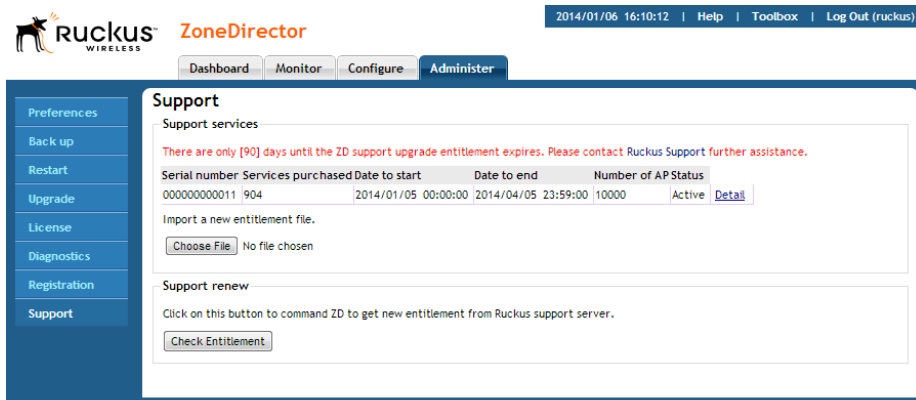 2014/01/06 16:10:12 | Help | Toolbox | Log Out (ruckus)
RUCKUS WIRELESS
ZoneDirector
Dashboard Monitor Configure Administer
Preferences
Back up
Restart
Upgrade
License
Diagnostics
Registration
Support
Support
Support services
There are only [90] days until the ZD support upgrade entitlement expires. Please contact Ruckus Support further assistance.
Serial number Services purchased Date to start Date to end Number of AP Status
000000000011 904 2014/01/05 00:00:00 2014/04/05 23:59:00 10000 Active Detail
Import a new entitlement file.
Choose File No file chosen
Support renew
Click on this button to command ZD to get new entitlement from Ruckus support server.
Check Entitlement